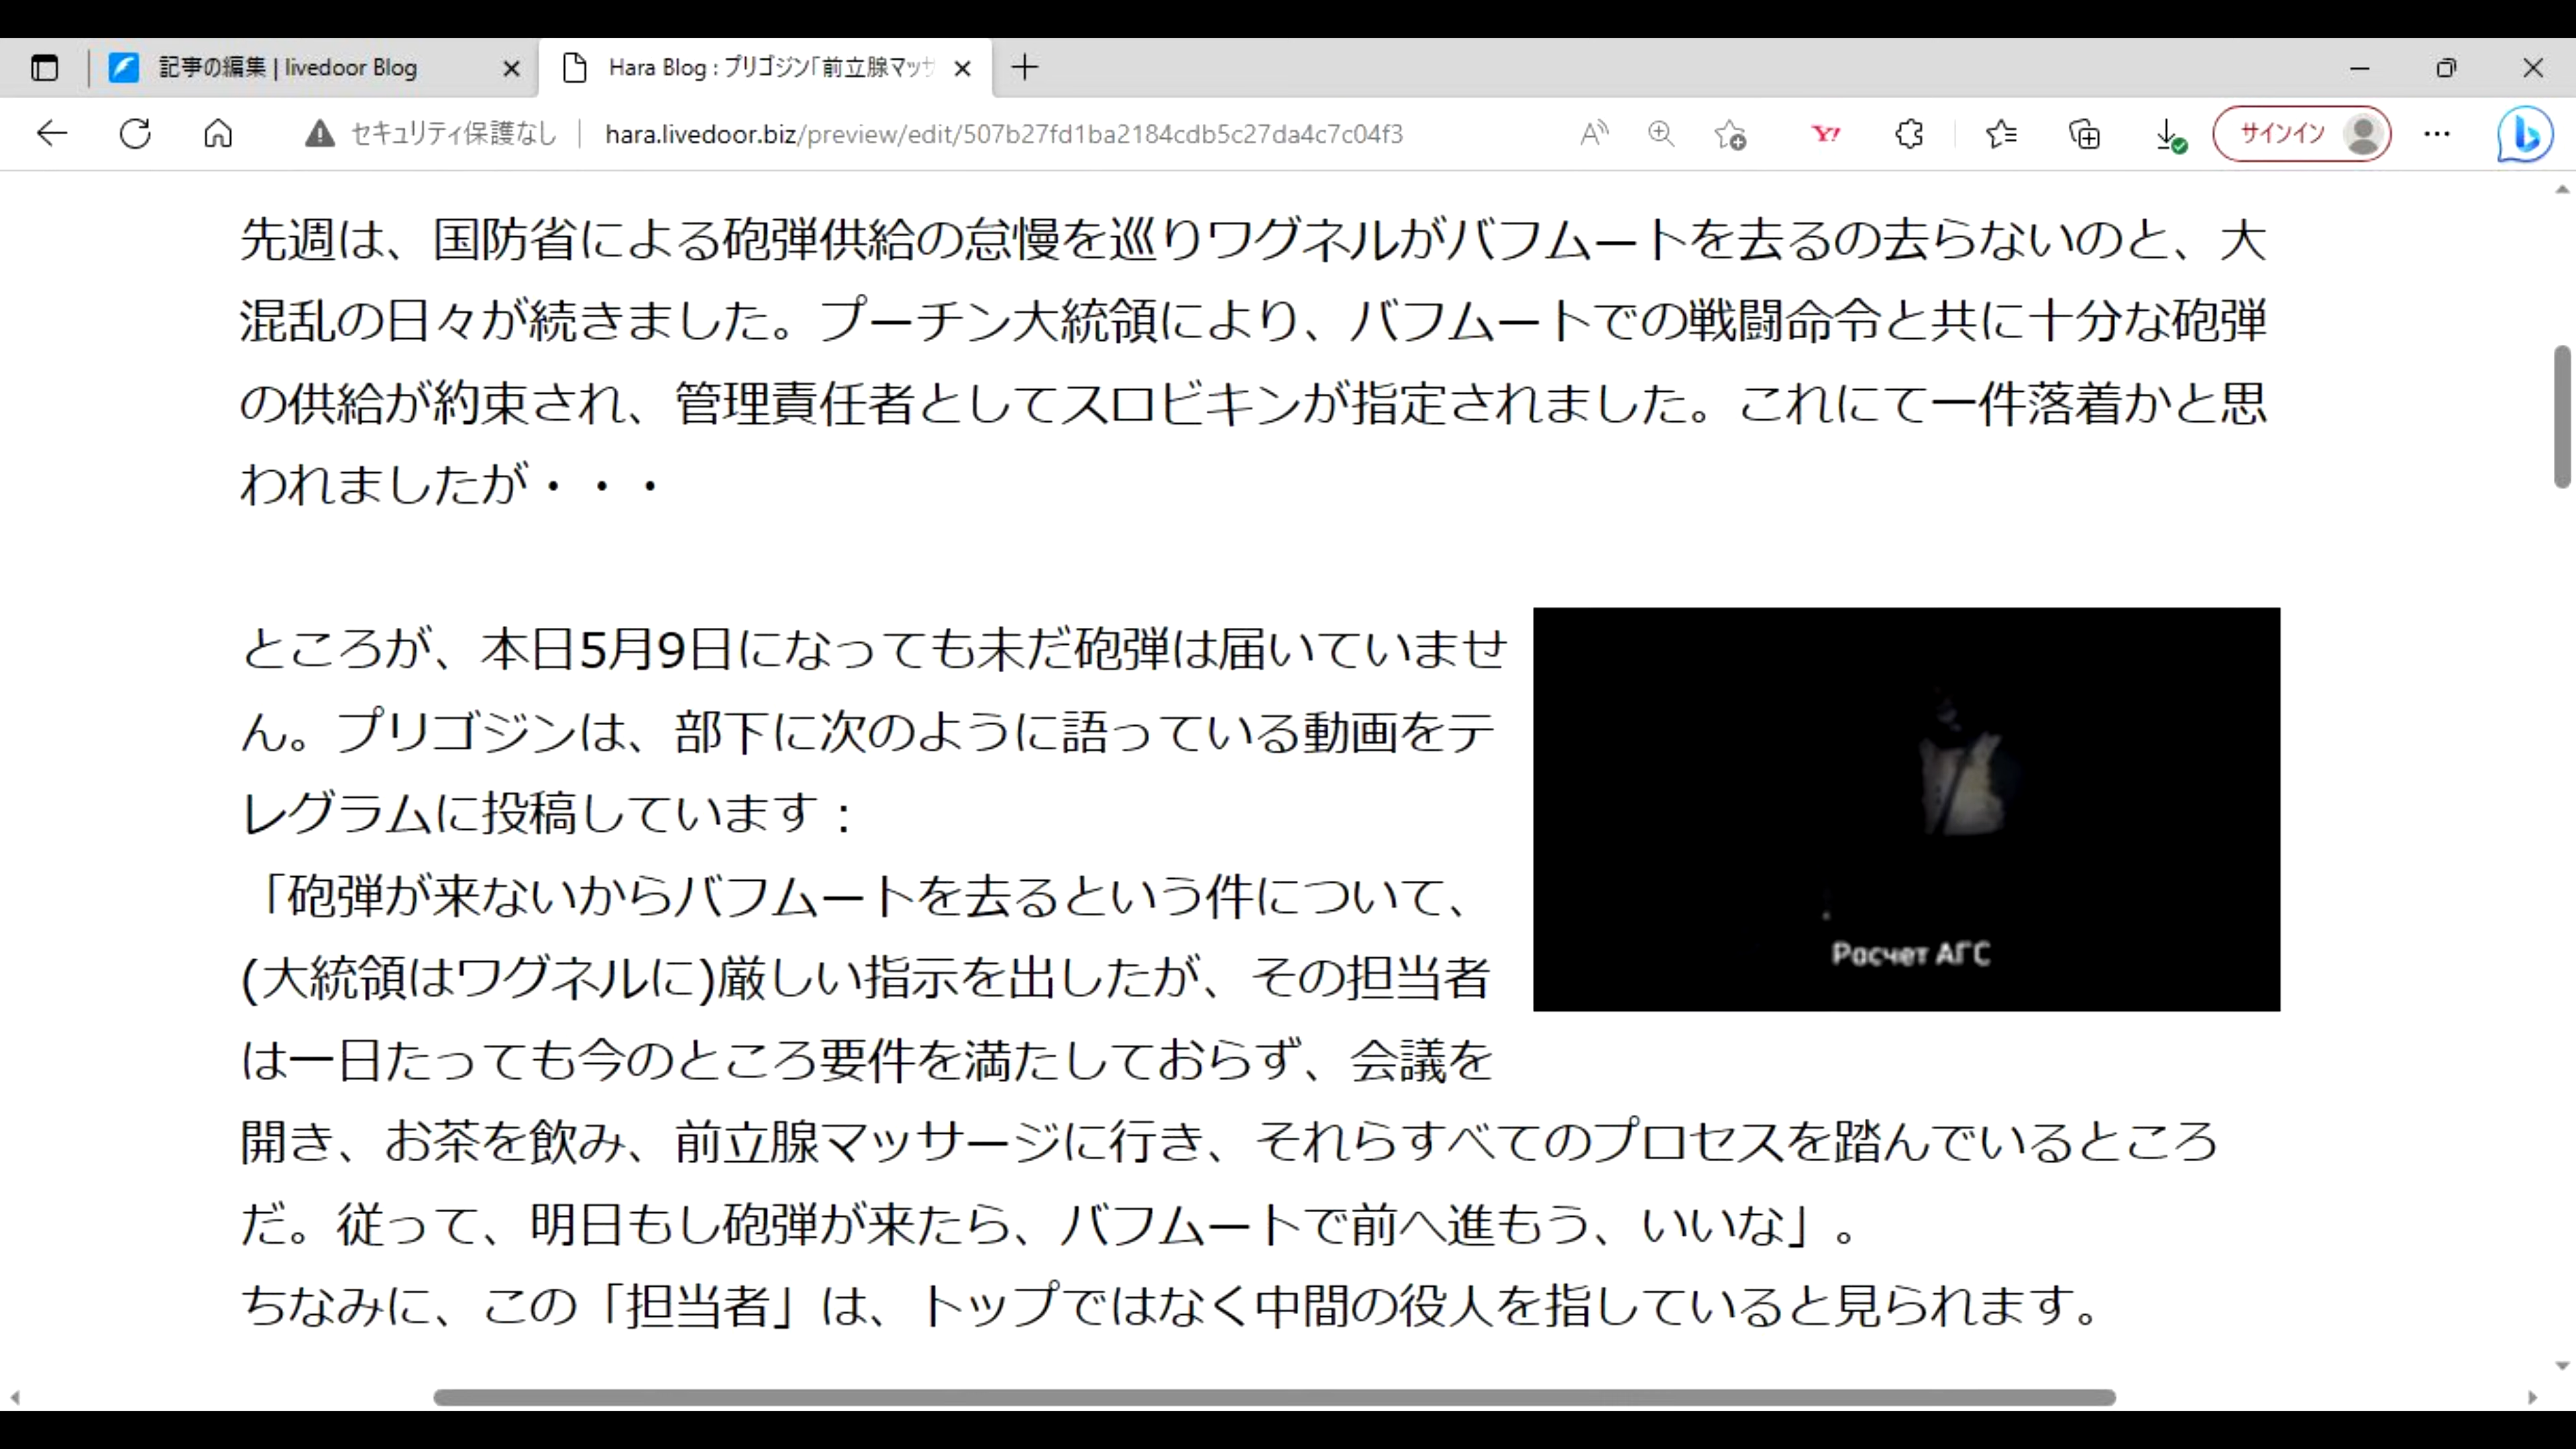 記事の編集 | livedoor Blog
Hara Blog : プリゴジン「前立腺マッサ
セキュリティ保護なし
hara.livedoor.biz/preview/edit/507b27fd1ba2184cdb5c27da4c7c04f3
サインイン
先週は、国防省による砲弾供給の怠慢を巡りワグネルがバフムートを去るの去らないのと、大
混乱の日々が続きました。プーチン大統領により、バフムートでの戦闘命令と共に十分な砲弾
の供給が約束され、管理責任者としてスロビキンが指定されました。これにて一件落着かと思
われましたが・・・
ところが、本日5月9日になっても未だ砲弾は届いていませ
ん。プリゴジンは、部下に次のように語っている動画をテ
レグラムに投稿しています：
「砲弾が来ないからバフムートを去るという件について、
(大統領はワグネルに)厳しい指示を出したが、その担当者
は一日たっても今のところ要件を満たしておらず、会議を
開き、お茶を飲み、前立腺マッサージに行き、それらすべてのプロセスを踏んでいるところ
だ。従って、明日もし砲弾が来たら、バフムートで前へ進もう、いいな」。
ちなみに、この「担当者」は、トップではなく中間の役人を指していると見られます。
Расчет АГС